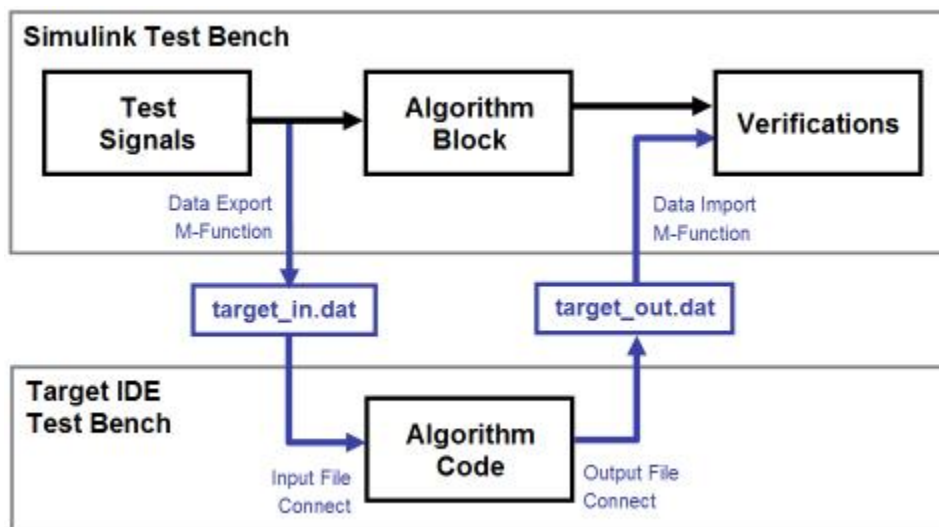 Simulink Test Bench
Test
Signals
Algorithm
Block
Verifications
Data Export
M-Function
Data Import
M-Function
target_in.dat
target_out.dat
Target IDE
Test Bench
Algorithm
Code
Input File
Connect
Output File
Connect